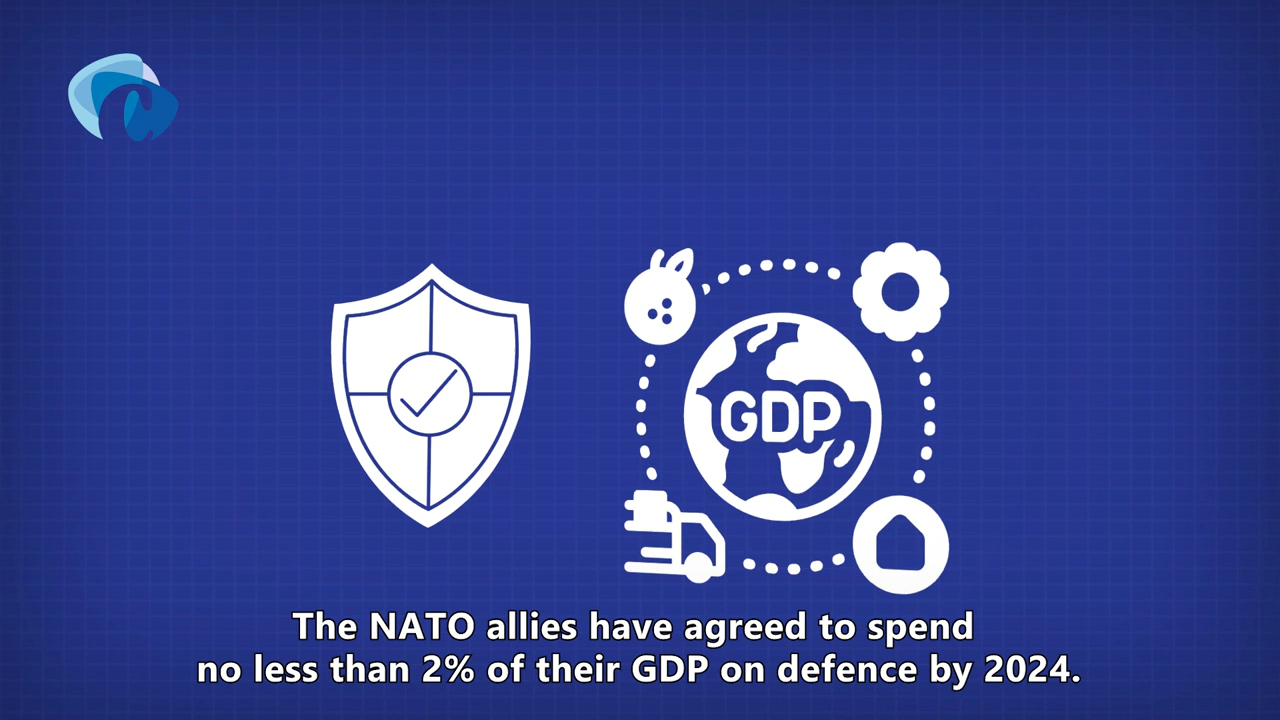 GDP
The NATO allies have agreed to spend
no less than 2% of their GDP on defence by 2024.